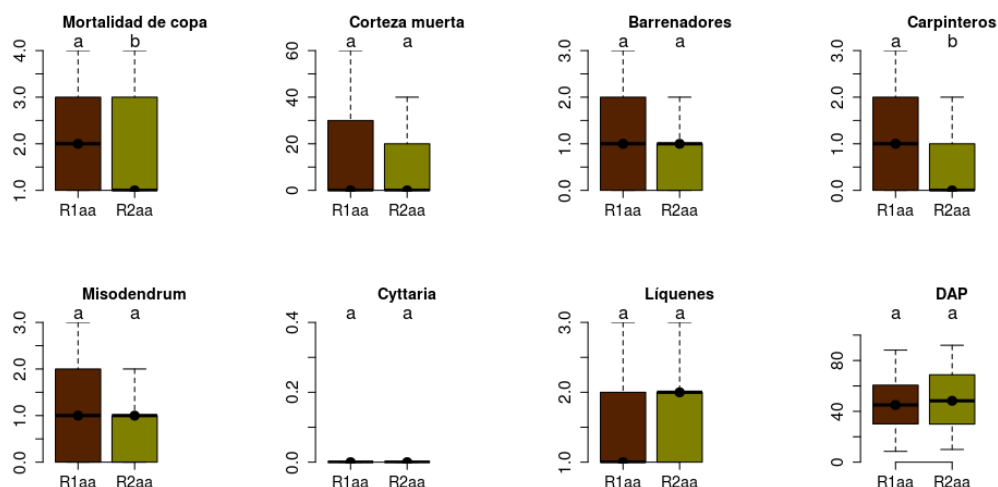 Mortalidad de copa
a b
4.0
3.0
2.0
1.0
R1aa R2aa
Corteza muerta
a a
60
40
20
0
R1aa R2aa
Barrenadores
a a
3.0
2.0
1.0
0.0
R1aa R2aa
Carpinteros
a b
3.0
2.0
1.0
0.0
R1aa R2aa
Misodendrum
a a
3.0
2.0
1.0
0.0
R1aa R2aa
Cyttaria
a a
0.4
0.2
0.0
R1aa R2aa
Líquenes
a a
3.0
2.0
1.0
R1aa R2aa
DAP
a a
80
40
0
R1aa R2aa